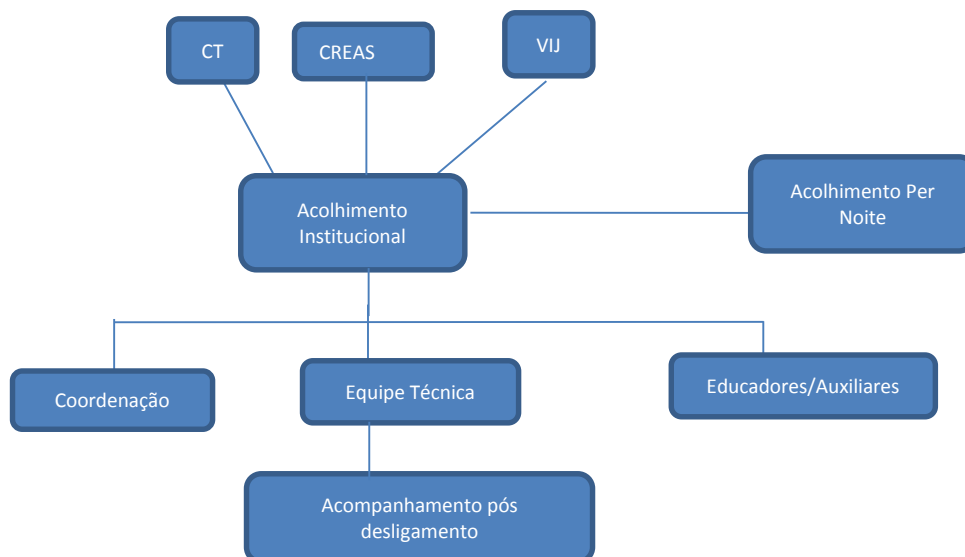 CT
CREAS
VIJ
Acolhimento
Institucional
Acolhimento Per
Noite
Coordenação
Equipe Técnica
Educadores/Auxiliares
Acompanhamento pós
desligamento